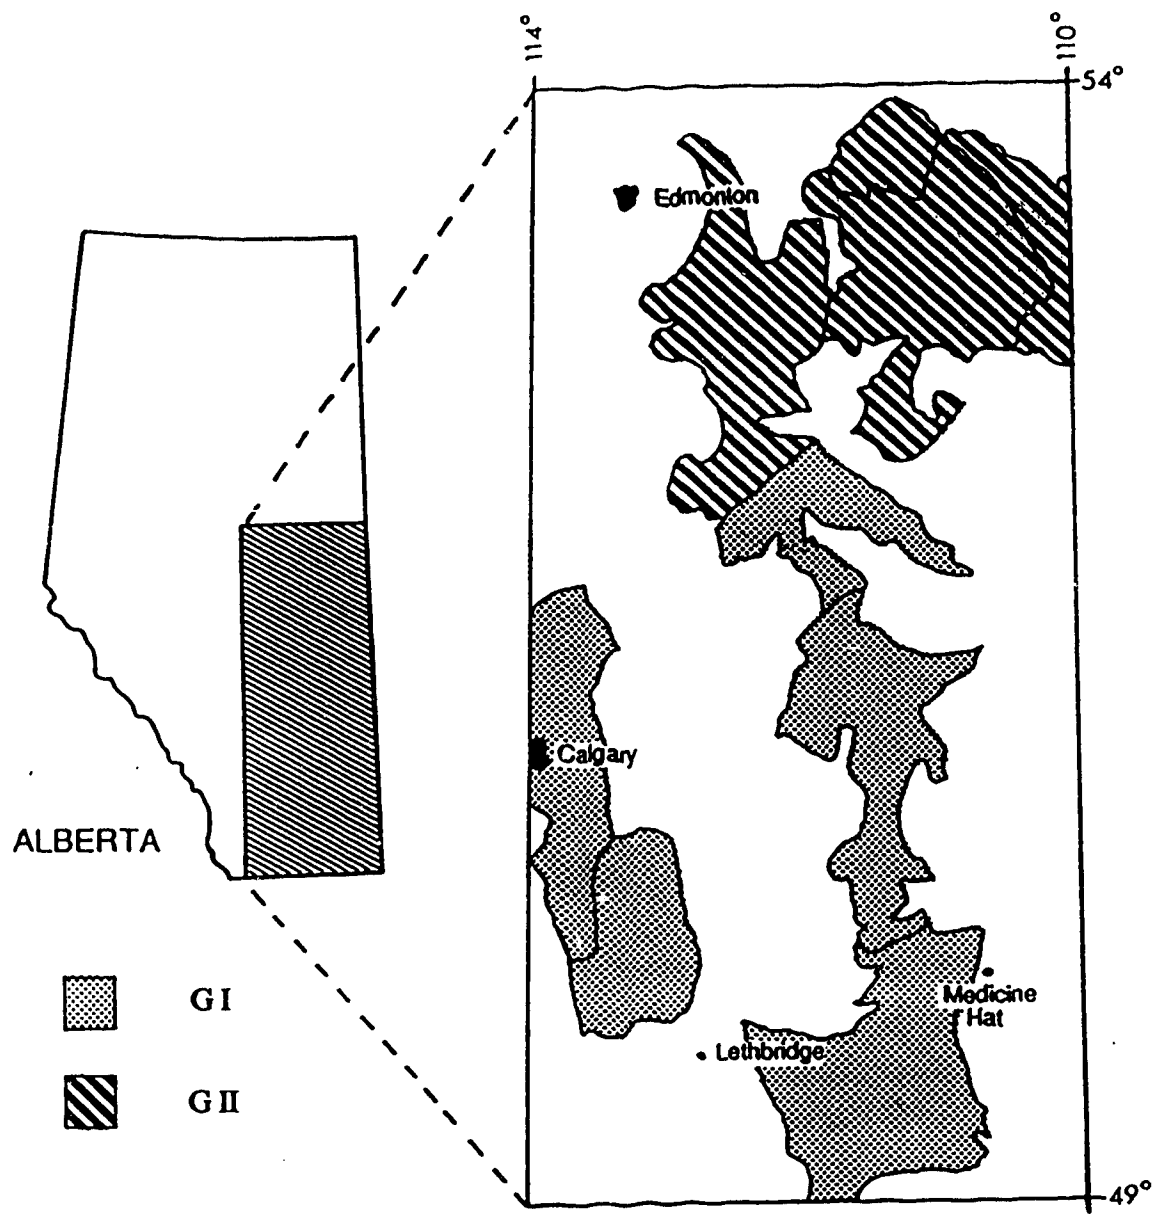 114°
110°
54°
Edmonton
Calgary
ALBERTA
GI
Medicine
Hat
Lethbridge
GII
49°